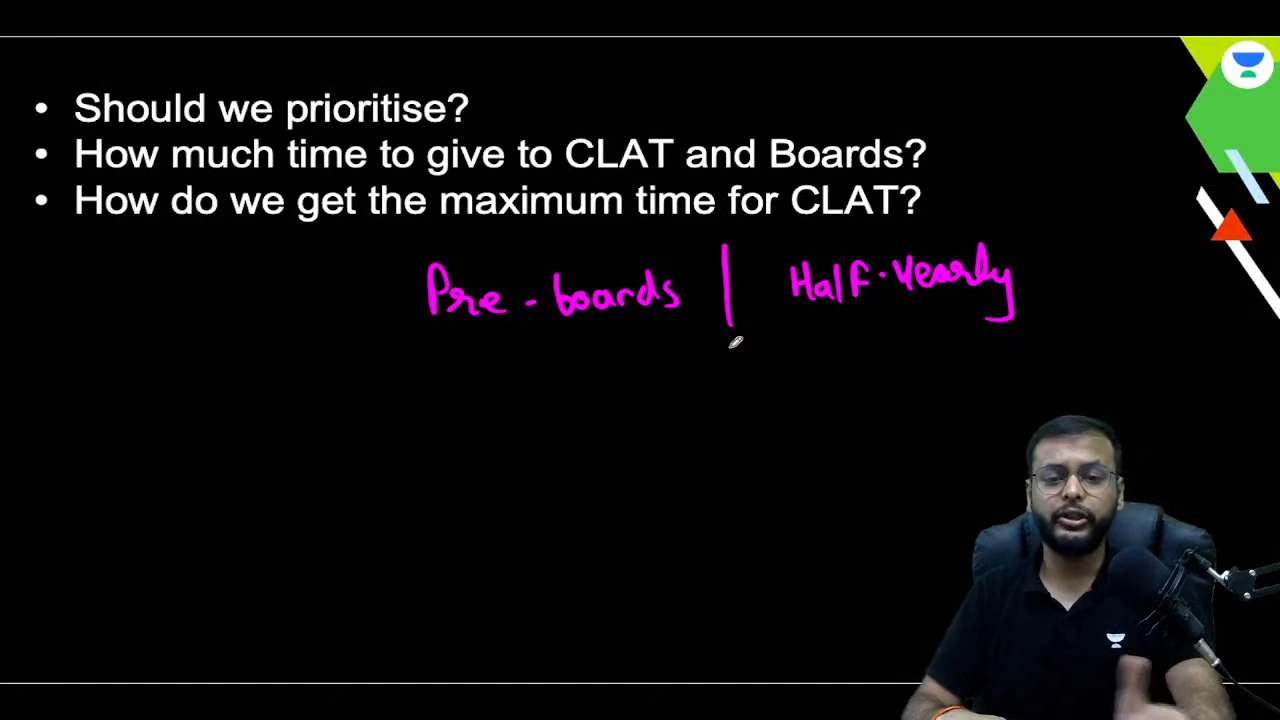 • Should we prioritise?
• How much time to give to CLAT and Boards?
• How do we get the maximum time for CLAT?
Pre-boards | Half-Yearly